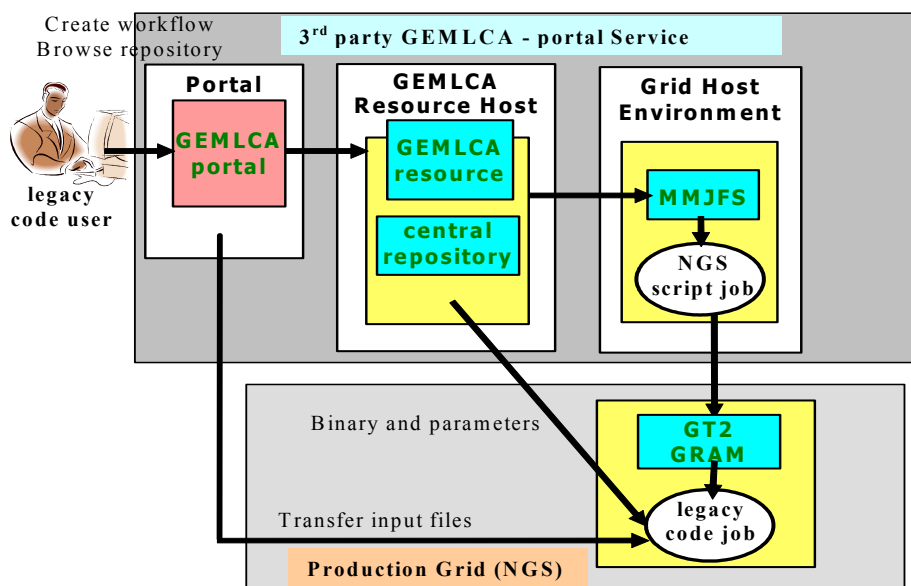 Create workflow
Browse repository
3rd party GEMLCA - portal Service
Portal
GEMLCA
Resource Host
Grid Host
Environment
GEMLCA
portal
GEMLCA
resource
MMJFS
legacy
code user
central
repository
NGS
script job
Binary and parameters
GT2
GRAM
legacy
code job
Transfer input files
Production Grid (NGS)